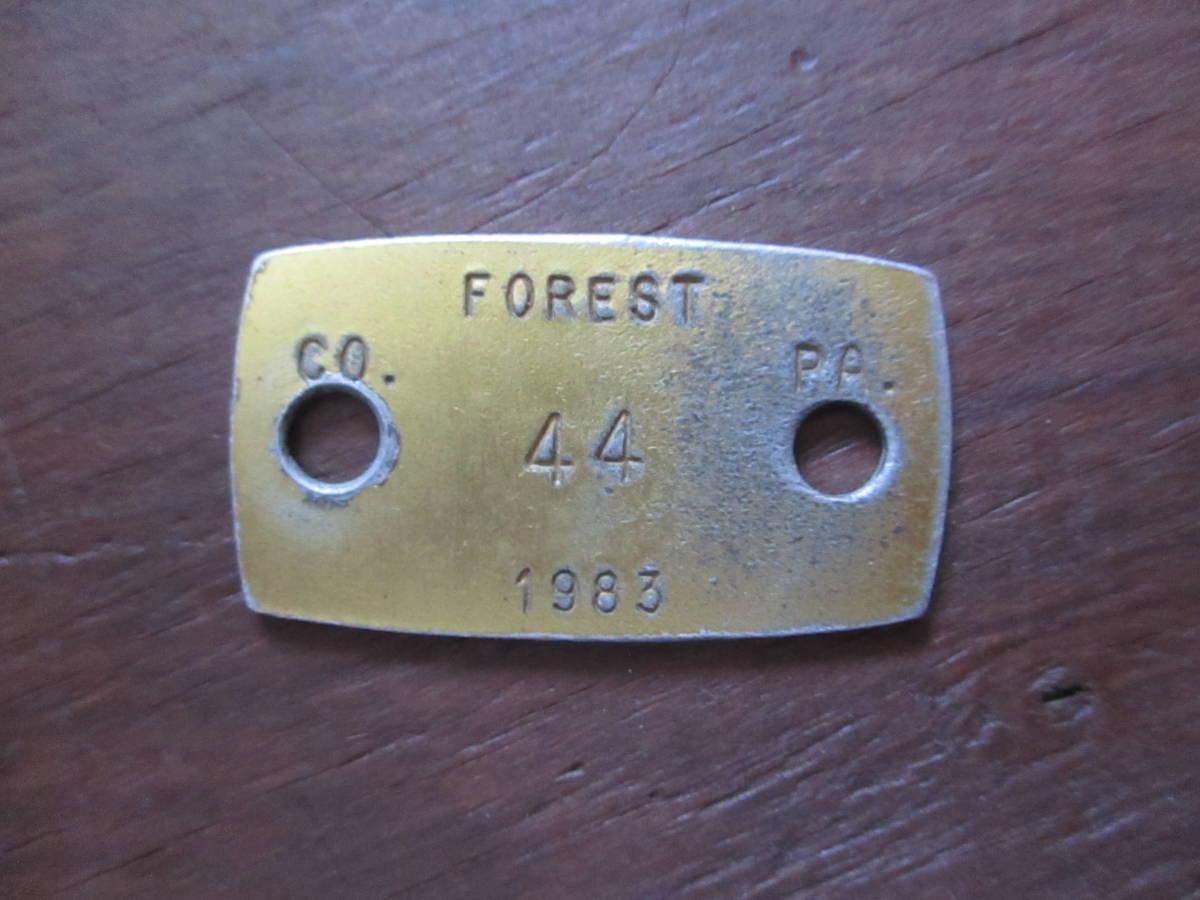 FOREST
CO. PA.
44
1983